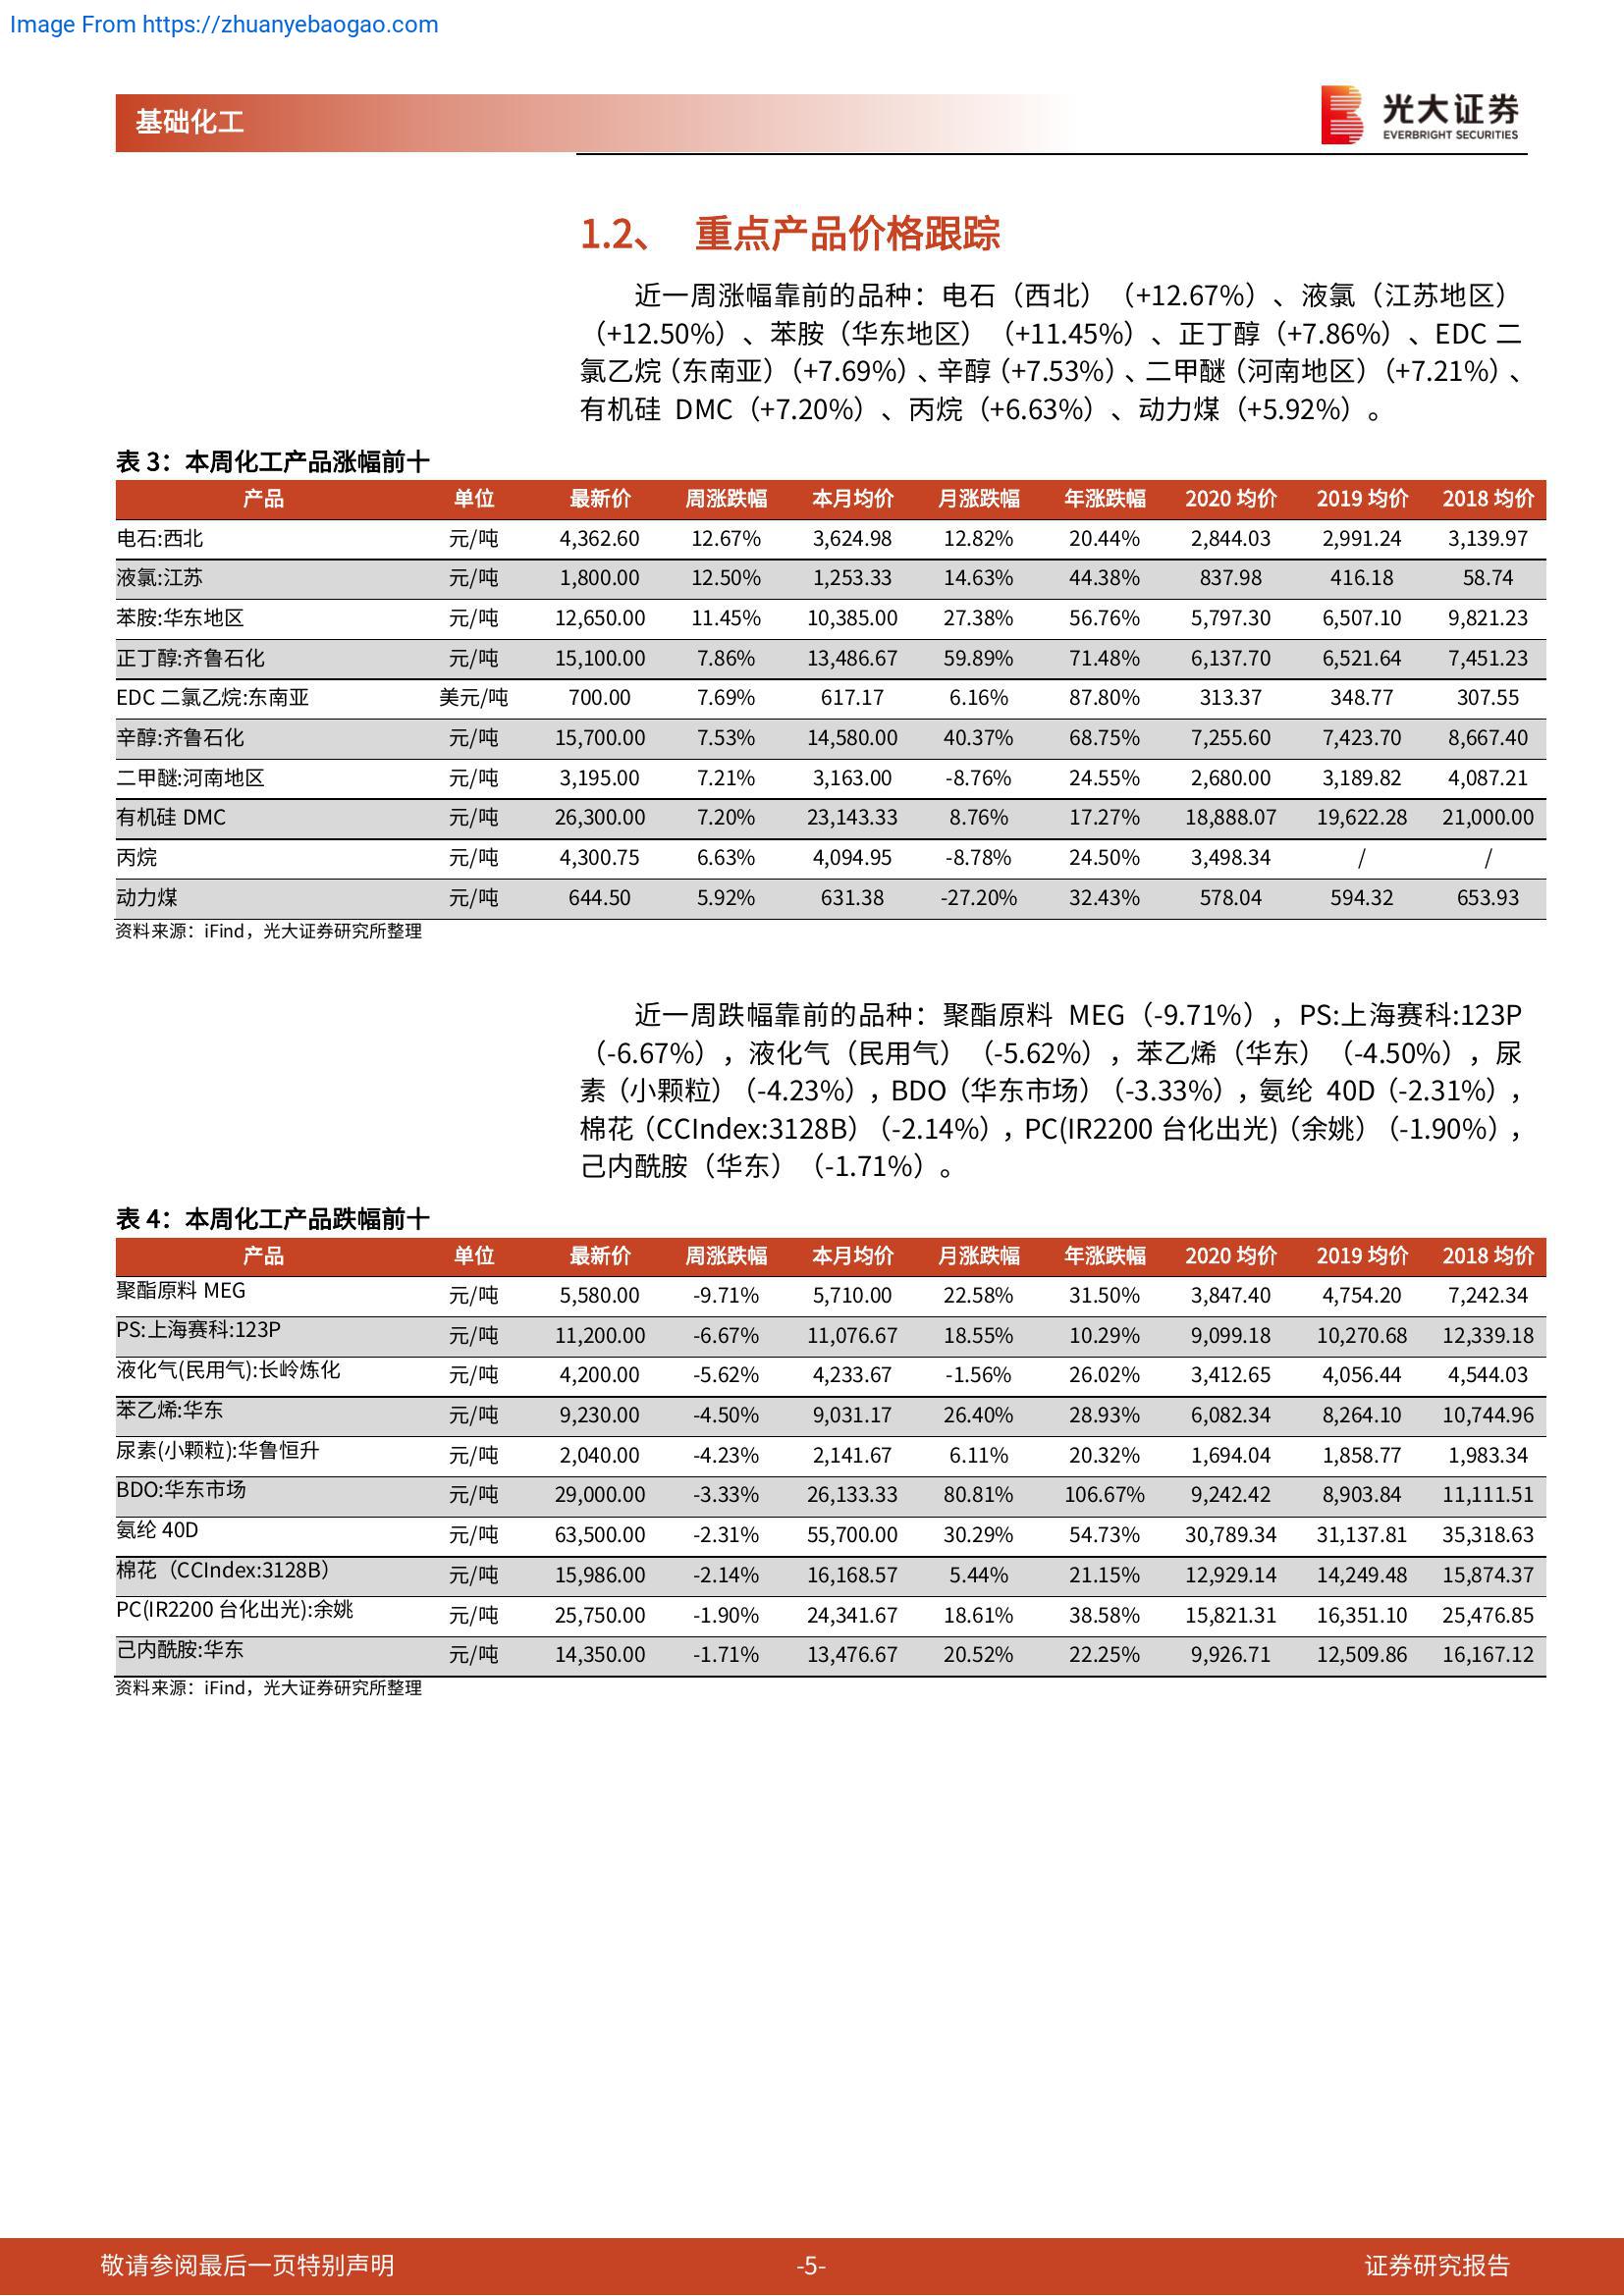 Image From https://zhuanyebaogao.com
基础化工
光大证券
EVERBRIGHT SECURITIES
1.2、 重点产品价格跟踪
近一周涨幅靠前的品种：电石（西北）（+12.67%）、液氯（江苏地区）
（+12.50%）、苯胺（华东地区）（+11.45%）、正丁醇（+7.86%）、EDC 二
氯乙烷（东南亚）（+7.69%）、辛醇（+7.53%）、二甲醚（河南地区）（+7.21%）、
有机硅 DMC（+7.20%）、丙烷（+6.63%）、动力煤（+5.92%）。
表 3：本周化工产品涨幅前十
产品 单位 最新价 周涨跌幅 本月均价 月涨跌幅 年涨跌幅 2020 均价 2019 均价 2018 均价
电石:西北 元/吨 4,362.60 12.67% 3,624.98 12.82% 20.44% 2,844.03 2,991.24 3,139.97
液氯:江苏 元/吨 1,800.00 12.50% 1,253.33 14.63% 44.38% 837.98 416.18 58.74
苯胺:华东地区 元/吨 12,650.00 11.45% 10,385.00 27.38% 56.76% 5,797.30 6,507.10 9,821.23
正丁醇:齐鲁石化 元/吨 15,100.00 7.86% 13,486.67 59.89% 71.48% 6,137.70 6,521.64 7,451.23
EDC 二氯乙烷:东南亚 美元/吨 700.00 7.69% 617.17 6.16% 87.80% 313.37 348.77 307.55
辛醇:齐鲁石化 元/吨 15,700.00 7.53% 14,580.00 40.37% 68.75% 7,255.60 7,423.70 8,667.40
二甲醚:河南地区 元/吨 3,195.00 7.21% 3,163.00 -8.76% 24.55% 2,680.00 3,189.82 4,087.21
有机硅 DMC 元/吨 26,300.00 7.20% 23,143.33 8.76% 17.27% 18,888.07 19,622.28 21,000.00
丙烷 元/吨 4,300.75 6.63% 4,094.95 -8.78% 24.50% 3,498.34 / /
动力煤 元/吨 644.50 5.92% 631.38 -27.20% 32.43% 578.04 594.32 653.93
资料来源：iFind，光大证券研究所整理
近一周跌幅靠前的品种：聚酯原料 MEG（-9.71%），PS:上海赛科:123P
（-6.67%），液化气（民用气）（-5.62%），苯乙烯（华东）（-4.50%），尿
素（小颗粒）（-4.23%），BDO（华东市场）（-3.33%），氨纶 40D（-2.31%），
棉花（CCIndex:3128B）（-2.14%），PC(IR2200 台化出光)（余姚）（-1.90%），
己内酰胺（华东）（-1.71%）。
表 4：本周化工产品跌幅前十
产品 单位 最新价 周涨跌幅 本月均价 月涨跌幅 年涨跌幅 2020 均价 2019 均价 2018 均价
聚酯原料 MEG 元/吨 5,580.00 -9.71% 5,710.00 22.58% 31.50% 3,847.40 4,754.20 7,242.34
PS:上海赛科:123P 元/吨 11,200.00 -6.67% 11,076.67 18.55% 10.29% 9,099.18 10,270.68 12,339.18
液化气(民用气):长岭炼化 元/吨 4,200.00 -5.62% 4,233.67 -1.56% 26.02% 3,412.65 4,056.44 4,544.03
苯乙烯:华东 元/吨 9,230.00 -4.50% 9,031.17 26.40% 28.93% 6,082.34 8,264.10 10,744.96
尿素(小颗粒):华鲁恒升 元/吨 2,040.00 -4.23% 2,141.67 6.11% 20.32% 1,694.04 1,858.77 1,983.34
BDO:华东市场 元/吨 29,000.00 -3.33% 26,133.33 80.81% 106.67% 9,242.42 8,903.84 11,111.51
氨纶 40D 元/吨 63,500.00 -2.31% 55,700.00 30.29% 54.73% 30,789.34 31,137.81 35,318.63
棉花（CCIndex:3128B） 元/吨 15,986.00 -2.14% 16,168.57 5.44% 21.15% 12,929.14 14,249.48 15,874.37
PC(IR2200 台化出光):余姚 元/吨 25,750.00 -1.90% 24,341.67 18.61% 38.58% 15,821.31 16,351.10 25,476.85
己内酰胺:华东 元/吨 14,350.00 -1.71% 13,476.67 20.52% 22.25% 9,926.71 12,509.86 16,167.12
资料来源：iFind，光大证券研究所整理
敬请参阅最后一页特别声明 -5- 证券研究报告